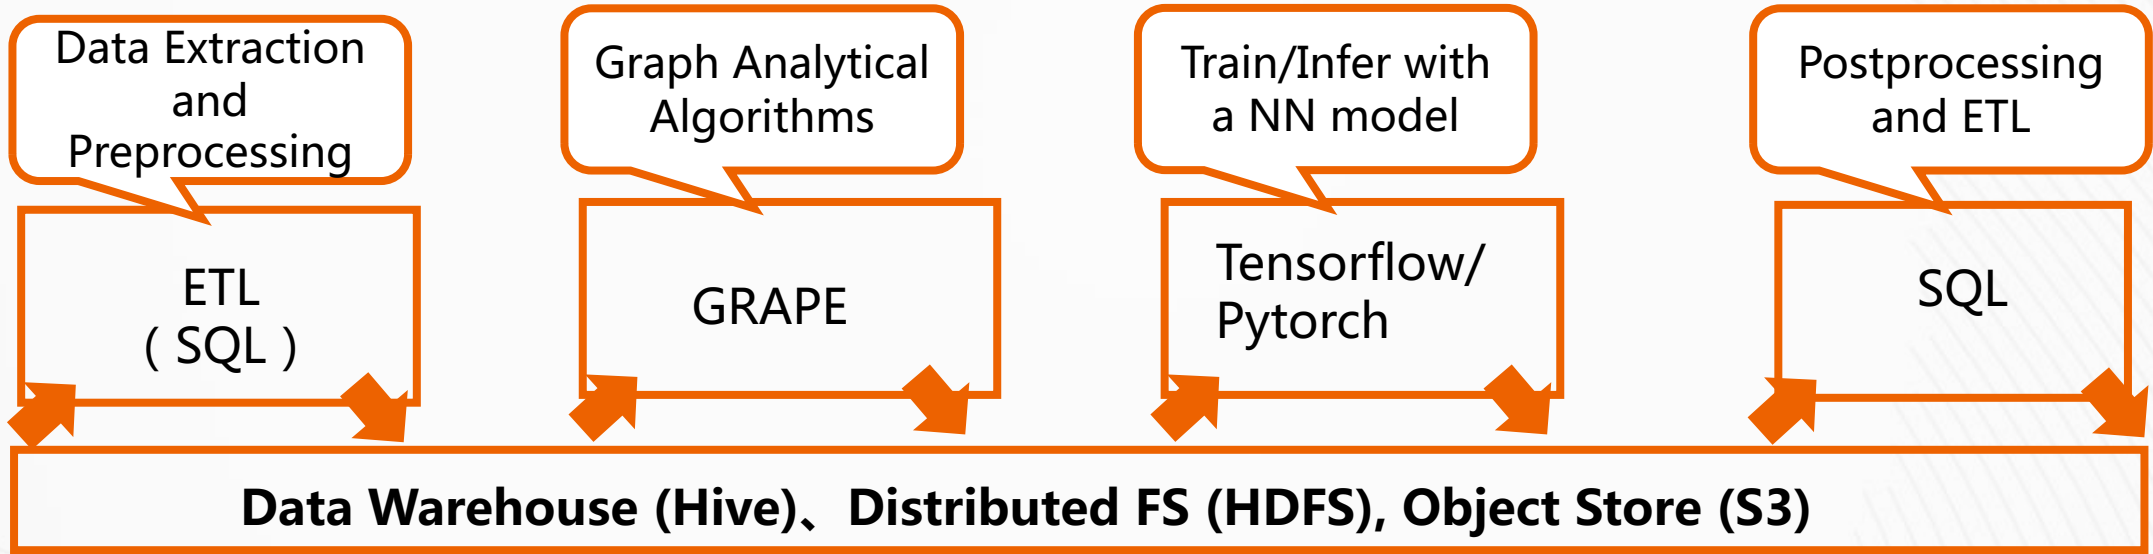 Data Extraction
and
Preprocessing
Graph Analytical
Algorithms
Train/Infer with
a NN model
Postprocessing
and ETL
ETL
（SQL）
GRAPE
Tensorflow/
Pytorch
SQL
Data Warehouse (Hive)、Distributed FS (HDFS), Object Store (S3)